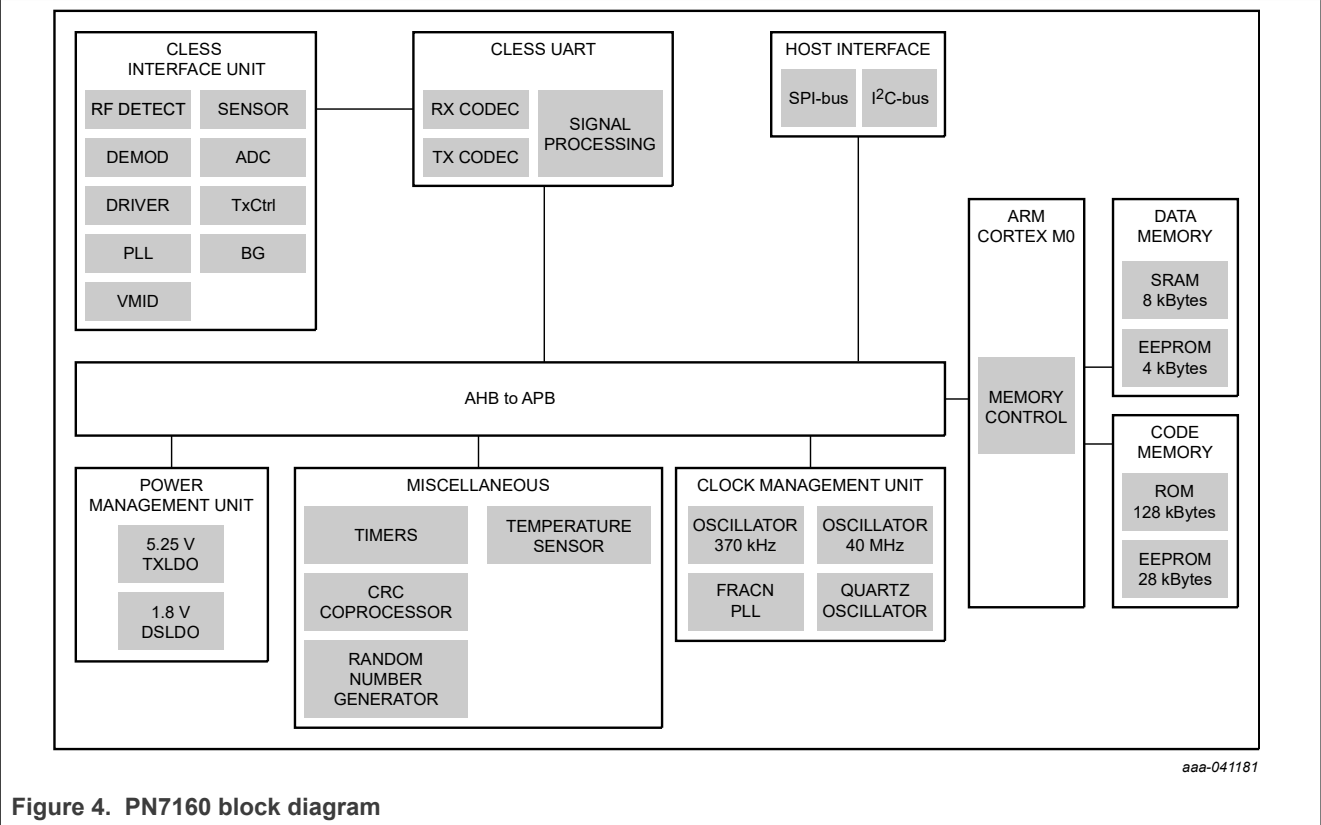 CLESS
INTERFACE UNIT
RF DETECT
SENSOR
DEMOD
ADC
DRIVER
TxCtrl
PLL
BG
VMID
CLESS UART
RX CODEC
TX CODEC
SIGNAL
PROCESSING
HOST INTERFACE
SPI-bus
I²C-bus
ARM
CORTEX M0
MEMORY
CONTROL
DATA
MEMORY
SRAM
8 kBytes
EEPROM
4 kBytes
AHB to APB
CODE
MEMORY
ROM
128 kBytes
EEPROM
28 kBytes
POWER
MANAGEMENT UNIT
5.25 V
TXLDO
1.8 V
DSLDO
MISCELLANEOUS
TIMERS
TEMPERATURE
SENSOR
CRC
COPROCESSOR
RANDOM
NUMBER
GENERATOR
CLOCK MANAGEMENT UNIT
OSCILLATOR
370 kHz
OSCILLATOR
40 MHz
FRACN
PLL
QUARTZ
OSCILLATOR
aaa-041181
Figure 4. PN7160 block diagram